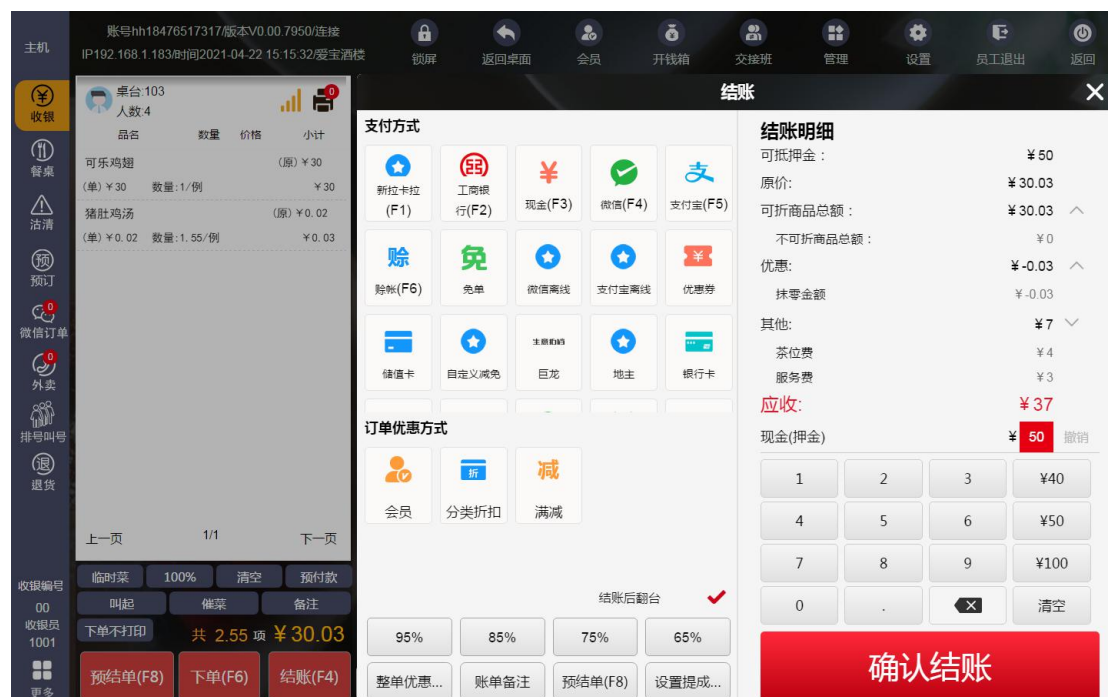 主机
账号hh18476517317/版本V0.00.7950/连接
IP192.168.1.183/时间2021-04-22 15:15:32/爱宝酒楼
锁屏
返回桌面
会员
开钱箱
交接班
管理
设置
员工退出
返回
收银
餐桌
沽清
预
预订
0
微信订单
0
外卖
排号叫号
退
退货
收银编号
00
收银员
1001
更多
桌台:103
人数:4
0
品名 数量 价格 小计
可乐鸡翅 (原)¥30
(单)¥30 数量:1/例 ¥30
猪肚鸡汤 (原)¥0.02
(单)¥0.02 数量:1.55/例 ¥0.03
上一页 1/1 下一页
临时菜 100% 清空 预付款
叫起 催菜 备注
下单不打印 共 2.55 项 ¥30.03
预结单(F8) 下单(F6) 结账(F4)
结账
支付方式
新拉卡拉
(F1)
工商银
行(F2)
¥
现金(F3)
微信(F4)
支
支付宝(F5)
赊
赊帐(F6)
免
免单
微信离线
支付宝离线
¥
优惠券
储值卡
自定义减免
巨龙
地主
银行卡
订单优惠方式
会员
折
分类折扣
减
满减
结账后翻台
95% 85% 75% 65%
整单优惠... 账单备注 预结单(F8) 设置提成...
结账明细
可抵押金： ¥50
原价: ¥30.03
可折商品总额： ¥30.03
不可折商品总额： ¥0
优惠: ¥-0.03
抹零金额 ¥-0.03
其他: ¥7
茶位费 ¥4
服务费 ¥3
应收: ¥37
现金(押金) ¥ 50 撤销
1 2 3 ¥40
4 5 6 ¥50
7 8 9 ¥100
0 . 清空
确认结账